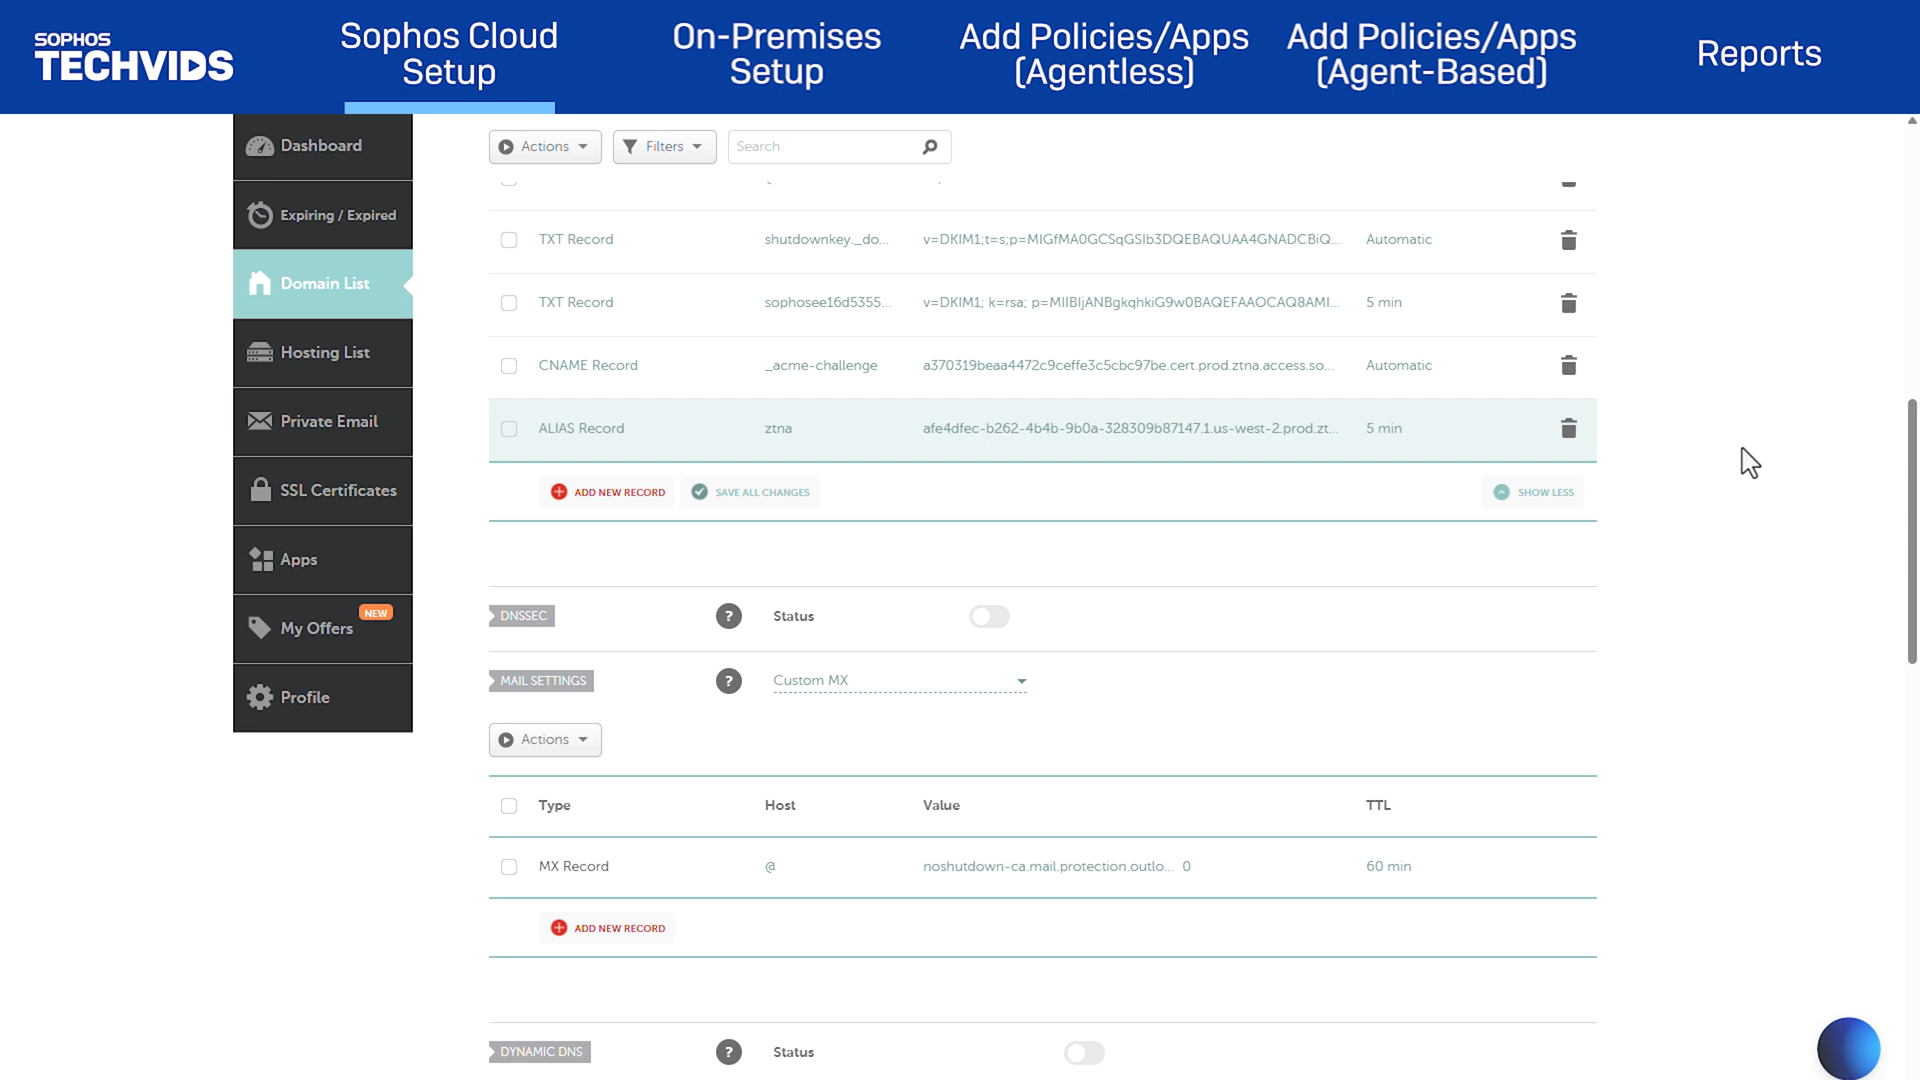 SOPHOS
TECHVIDS
Sophos Cloud
Setup
On-Premises
Setup
Add Policies/Apps
(Agentless)
Add Policies/Apps
(Agent-Based)
Reports
Dashboard
Expiring / Expired
Domain List
Hosting List
Private Email
SSL Certificates
Apps
NEW
My Offers
Profile
Actions
Filters
Search
TXT Record shutdownkey._do... v=DKIM1;t=s;p=MIGfMA0GCSqGSIb3DQEBAQUAA4GNADCBiQ... Automatic
TXT Record sophosee16d5355... v=DKIM1; k=rsa; p=MIIBIjANBgkqhkiG9w0BAQEFAAOCAQ8AMI... 5 min
CNAME Record _acme-challenge a370319beaa4472c9ceffe3c5cbc97be.cert.prod.ztna.access.so... Automatic
ALIAS Record ztna afe4dfec-b262-4b4b-9b0a-328309b87147.1.us-west-2.prod.zt... 5 min
ADD NEW RECORD SAVE ALL CHANGES SHOW LESS
DNSSEC ? Status
MAIL SETTINGS ? Custom MX
Actions
Type Host Value TTL
MX Record @ noshutdown-ca.mail.protection.outlo... 0 60 min
ADD NEW RECORD
DYNAMIC DNS ? Status